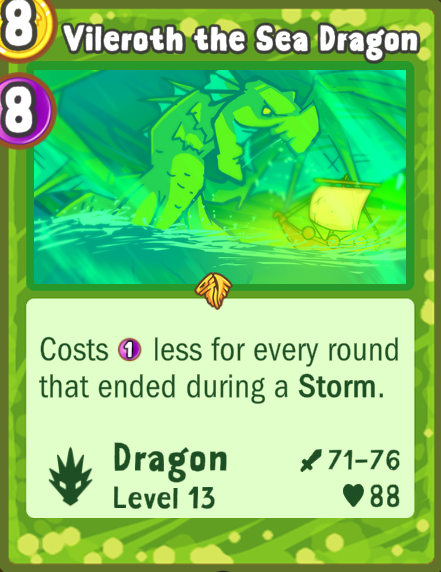 8
Vileroth the Sea Dragon
8
Costs 1 less for every round
that ended during a Storm.
Dragon
71–76
Level 13
88